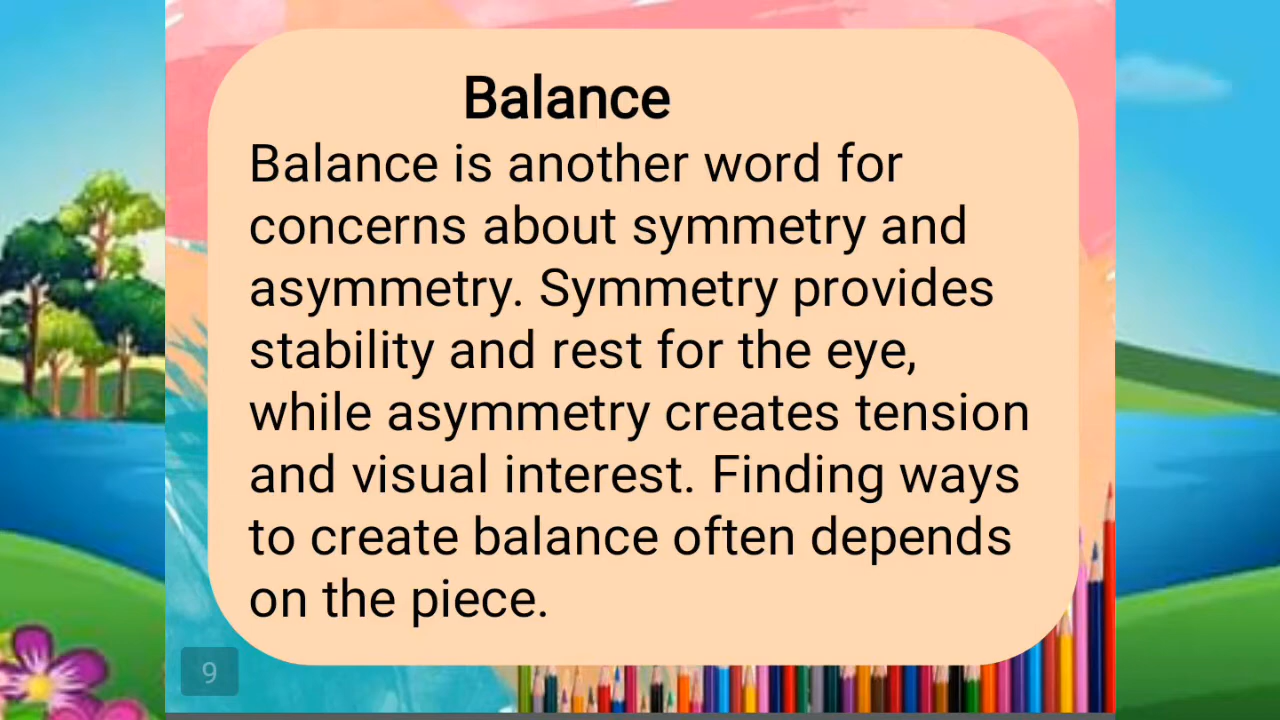 Balance
Balance is another word for
concerns about symmetry and
asymmetry. Symmetry provides
stability and rest for the eye,
while asymmetry creates tension
and visual interest. Finding ways
to create balance often depends
on the piece.
9